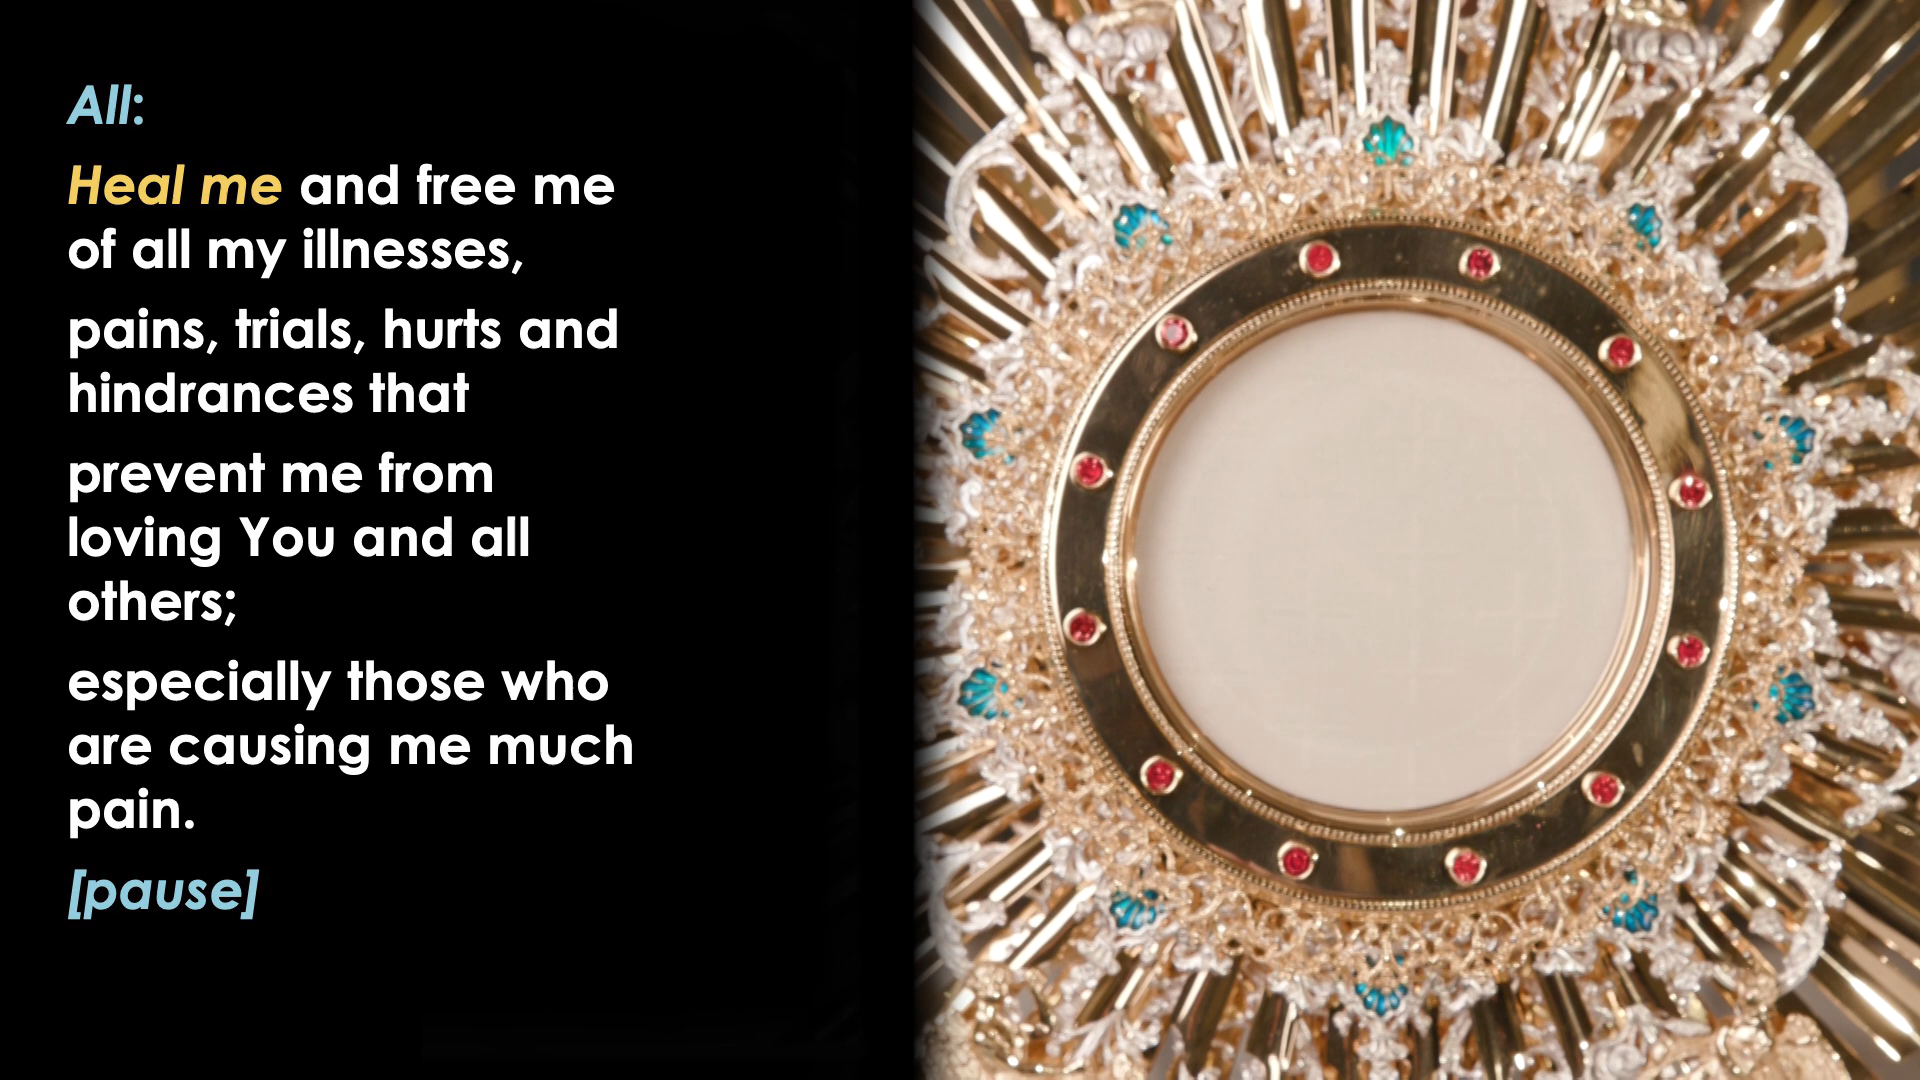 All:
Heal me and free me
of all my illnesses,
pains, trials, hurts and
hindrances that
prevent me from
loving You and all
others;
especially those who
are causing me much
pain.
[pause]